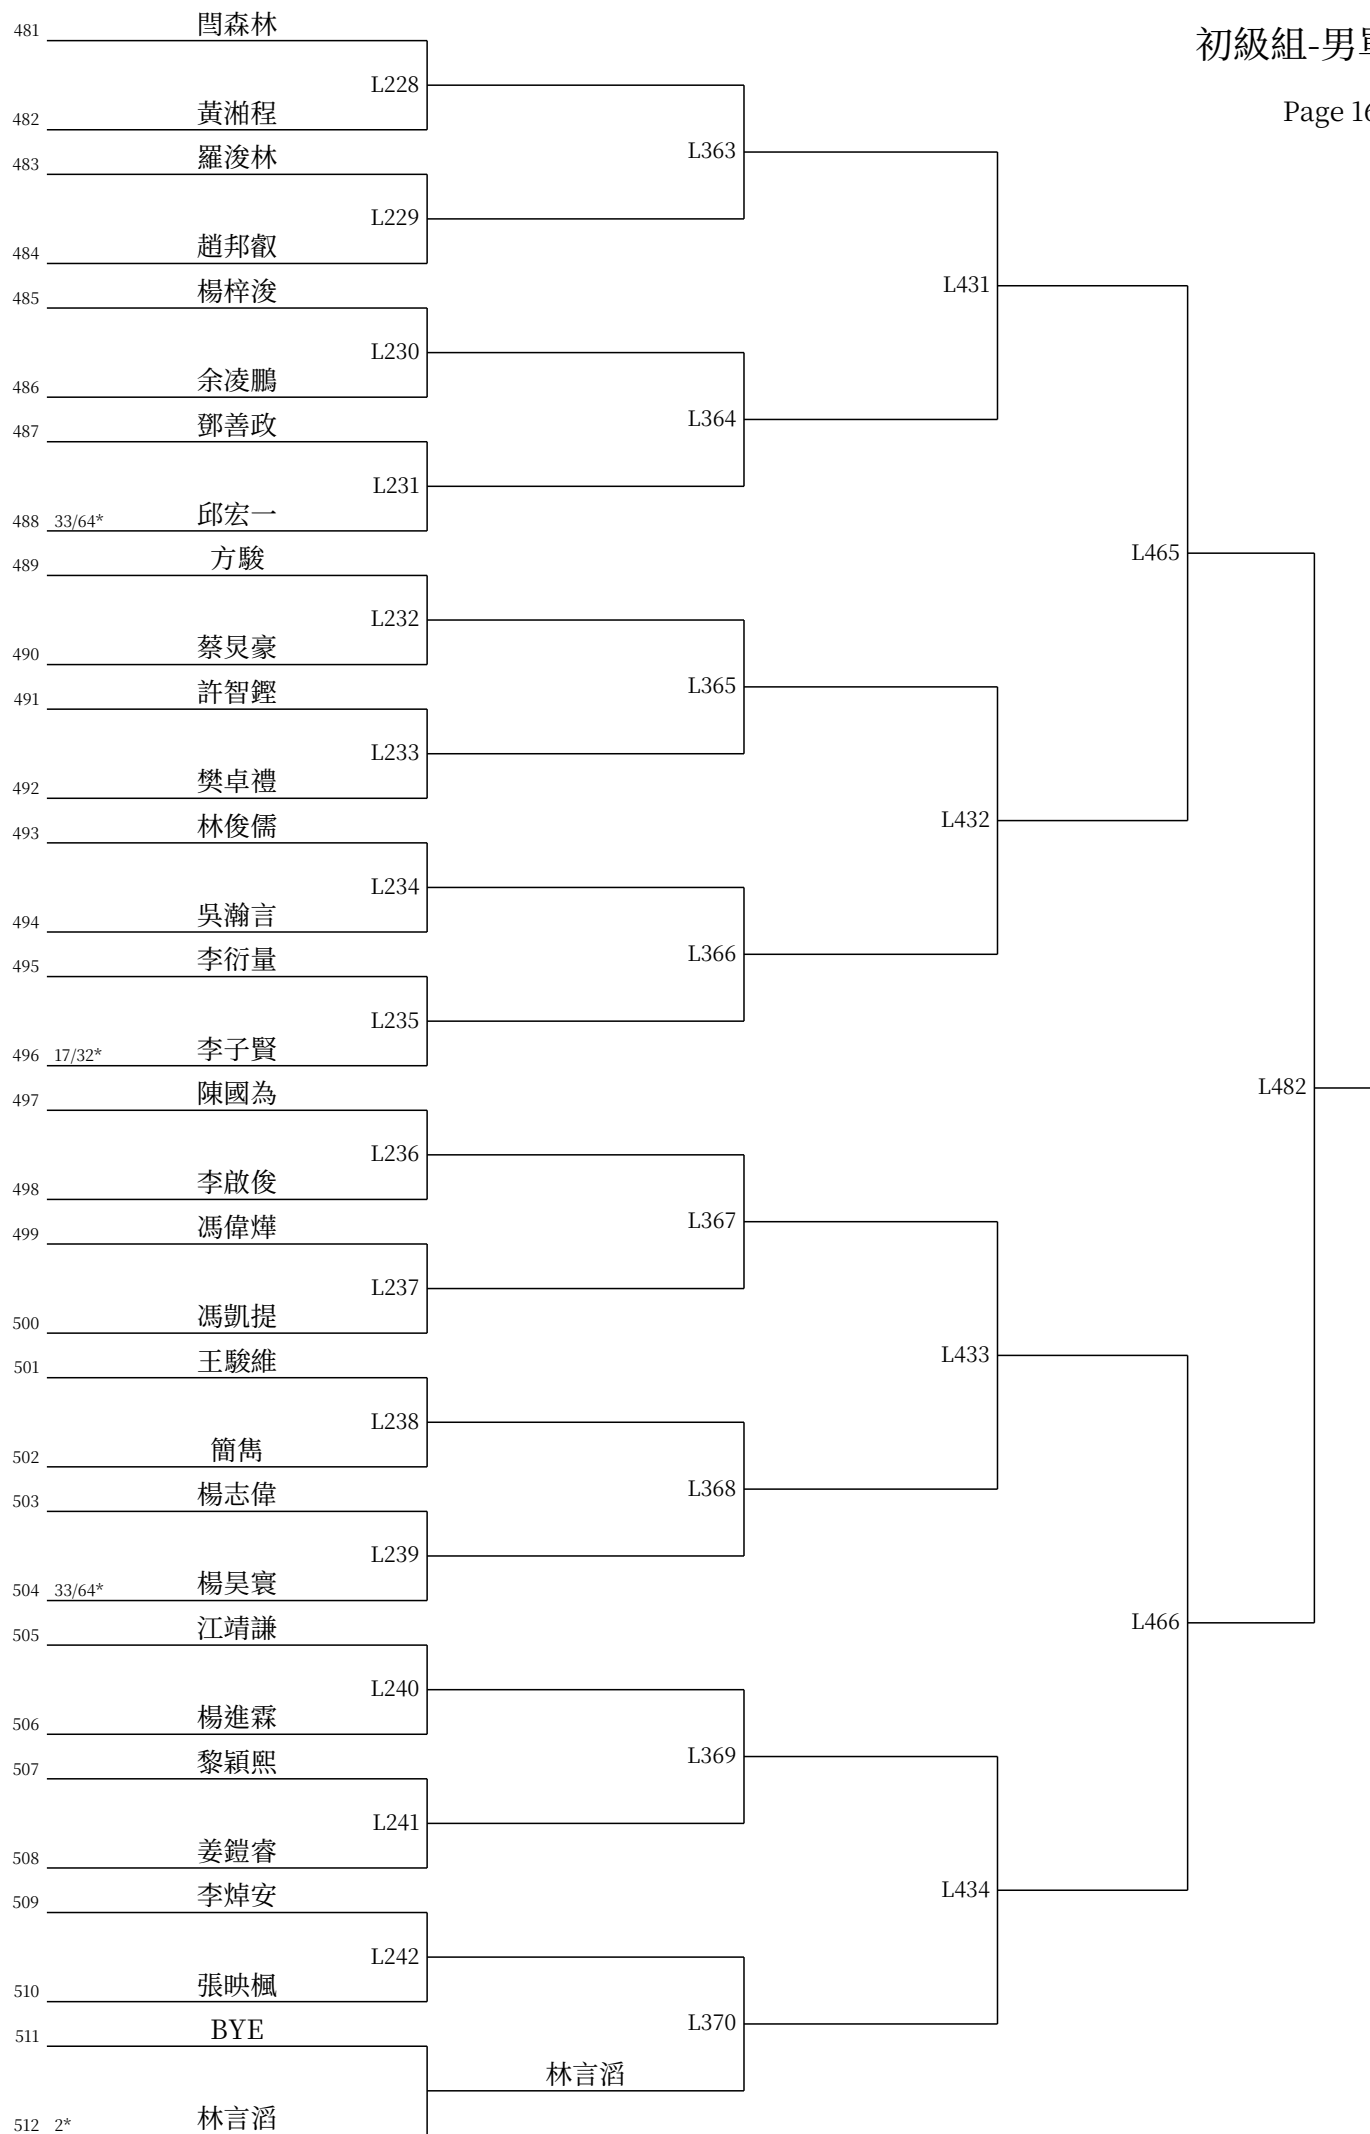 初級組-男
Page 16
481 閆森林
L228
482 黃湘程
483 羅浚林
L363
L229
484 趙邦叡
485 楊梓浚
L431
L230
486 余凌鵬
487 鄧善政
L364
L231
488 33/64* 邱宏一
489 方駿
L465
L232
490 蔡炅豪
491 許智鏗
L365
L233
492 樊卓禮
493 林俊儒
L432
L234
494 吳瀚言
495 李衍量
L366
L235
496 17/32* 李子賢
497 陳國為
L482
L236
498 李啟俊
499 馮偉燁
L367
L237
500 馮凱提
501 王駿維
L433
L238
502 簡雋
503 楊志偉
L368
L239
504 33/64* 楊昊寰
505 江靖謙
L466
L240
506 楊進霖
507 黎穎熙
L369
L241
508 姜鎧睿
509 李焯安
L434
L242
510 張映楓
511 BYE
L370
林言滔
512 2* 林言滔